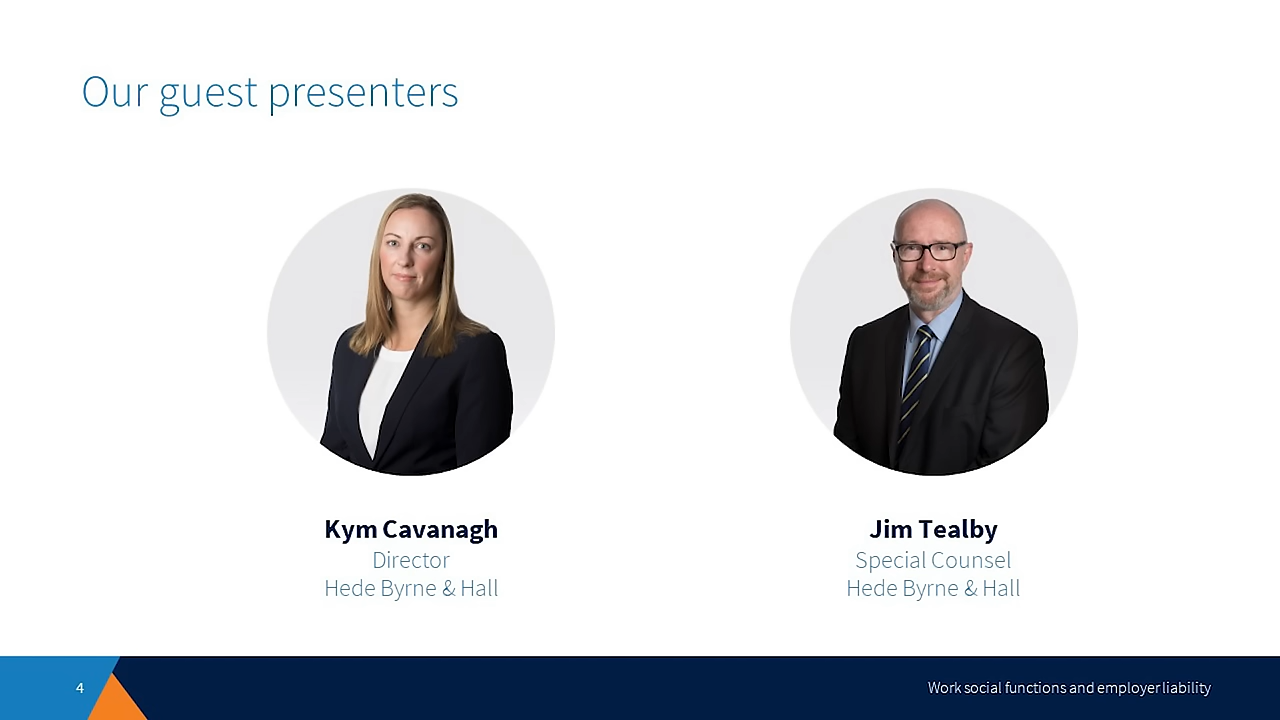 Our guest presenters
Kym Cavanagh
Director
Hede Byrne & Hall
Jim Tealby
Special Counsel
Hede Byrne & Hall
4
Work social functions and employer liability